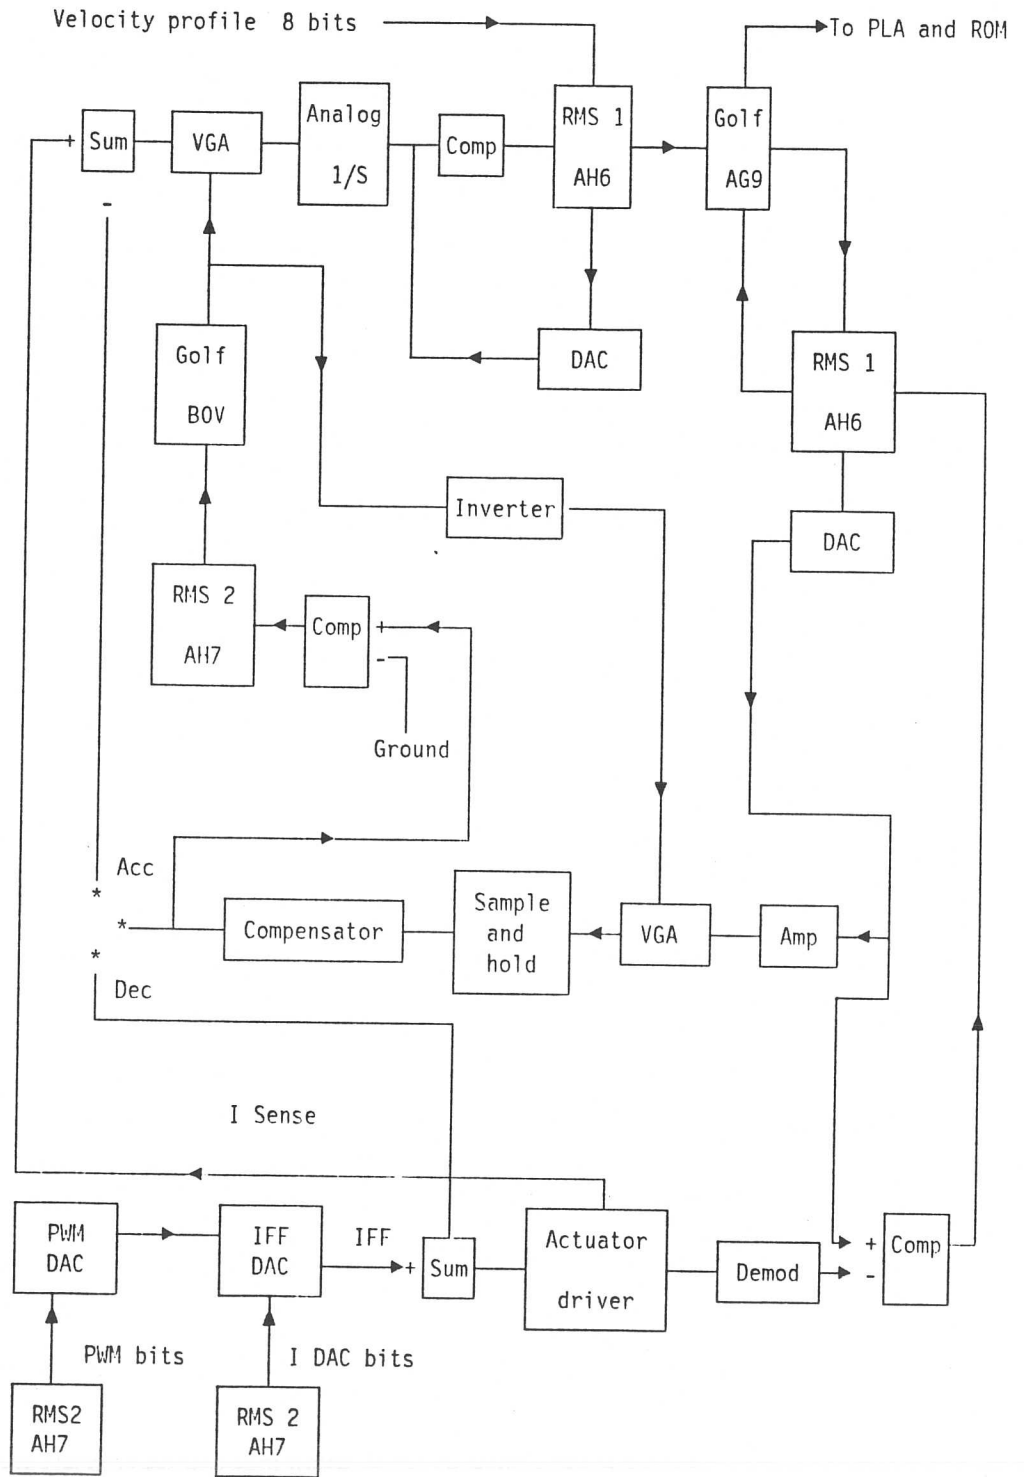 Velocity profile 8 bits
To PLA and ROM
+
Sum
-
VGA
Analog
1/S
Comp
RMS 1
AH6
Golf
AG9
DAC
RMS 1
AH6
DAC
Golf
BOV
Inverter
RMS 2
AH7
Comp
+
-
Ground
Acc
*
*
*
Dec
Compensator
Sample
and
hold
VGA
Amp
I Sense
PWM
DAC
IFF
DAC
IFF
+
Sum
Actuator
driver
Demod
+
-
Comp
PWM bits
I DAC bits
RMS2
AH7
RMS 2
AH7